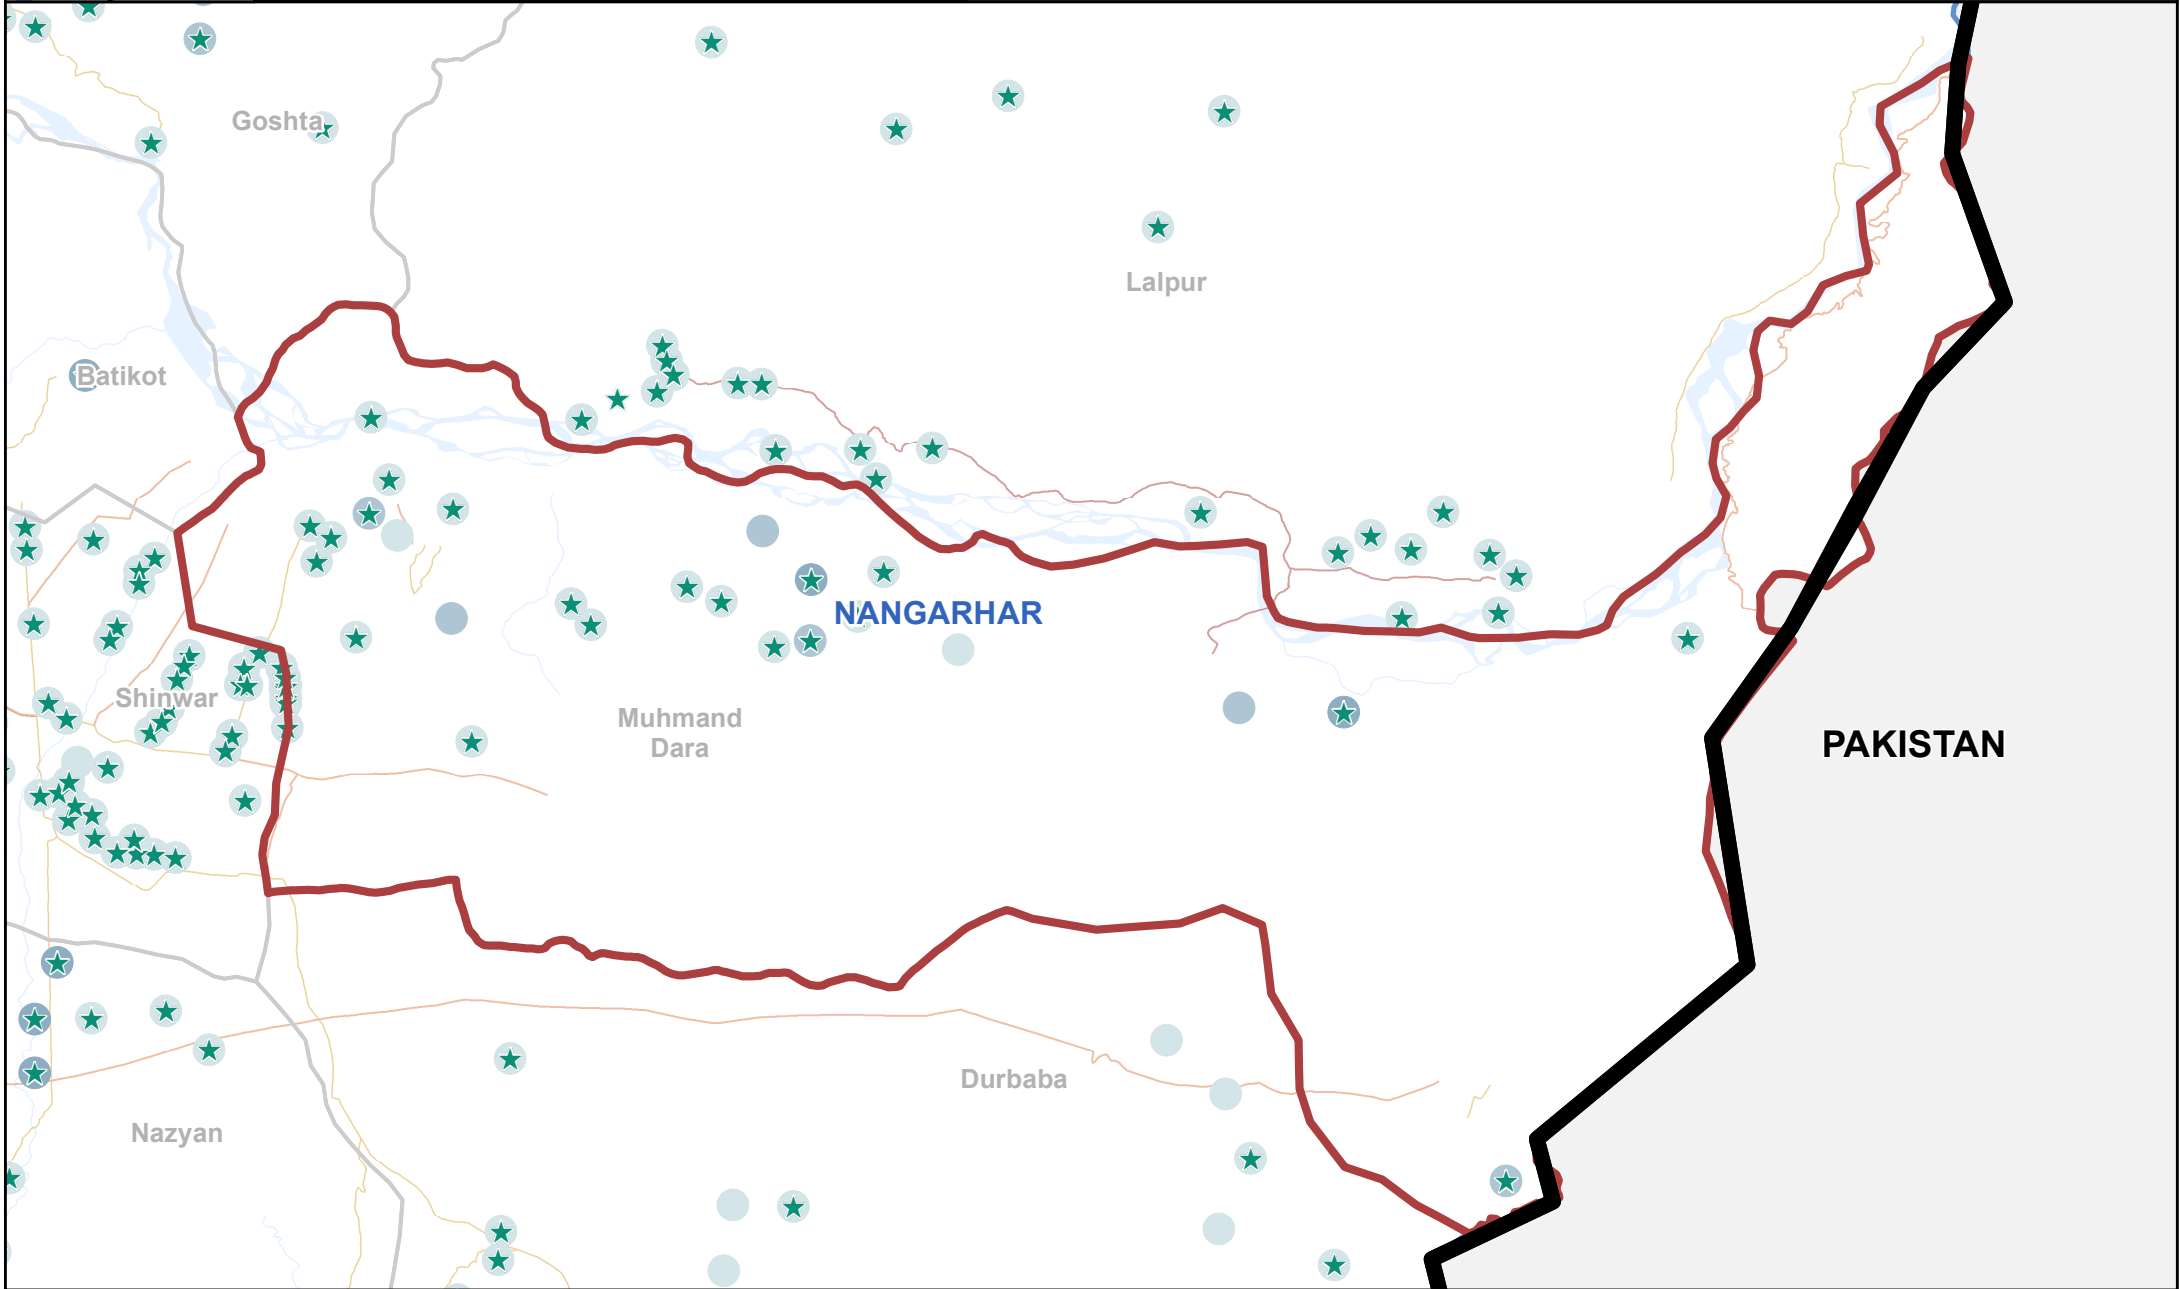 Goshta
Lalpur
Batikot
NANGARHAR
Shinwar
Muhmand
Dara
PAKISTAN
Durbaba
Nazyan